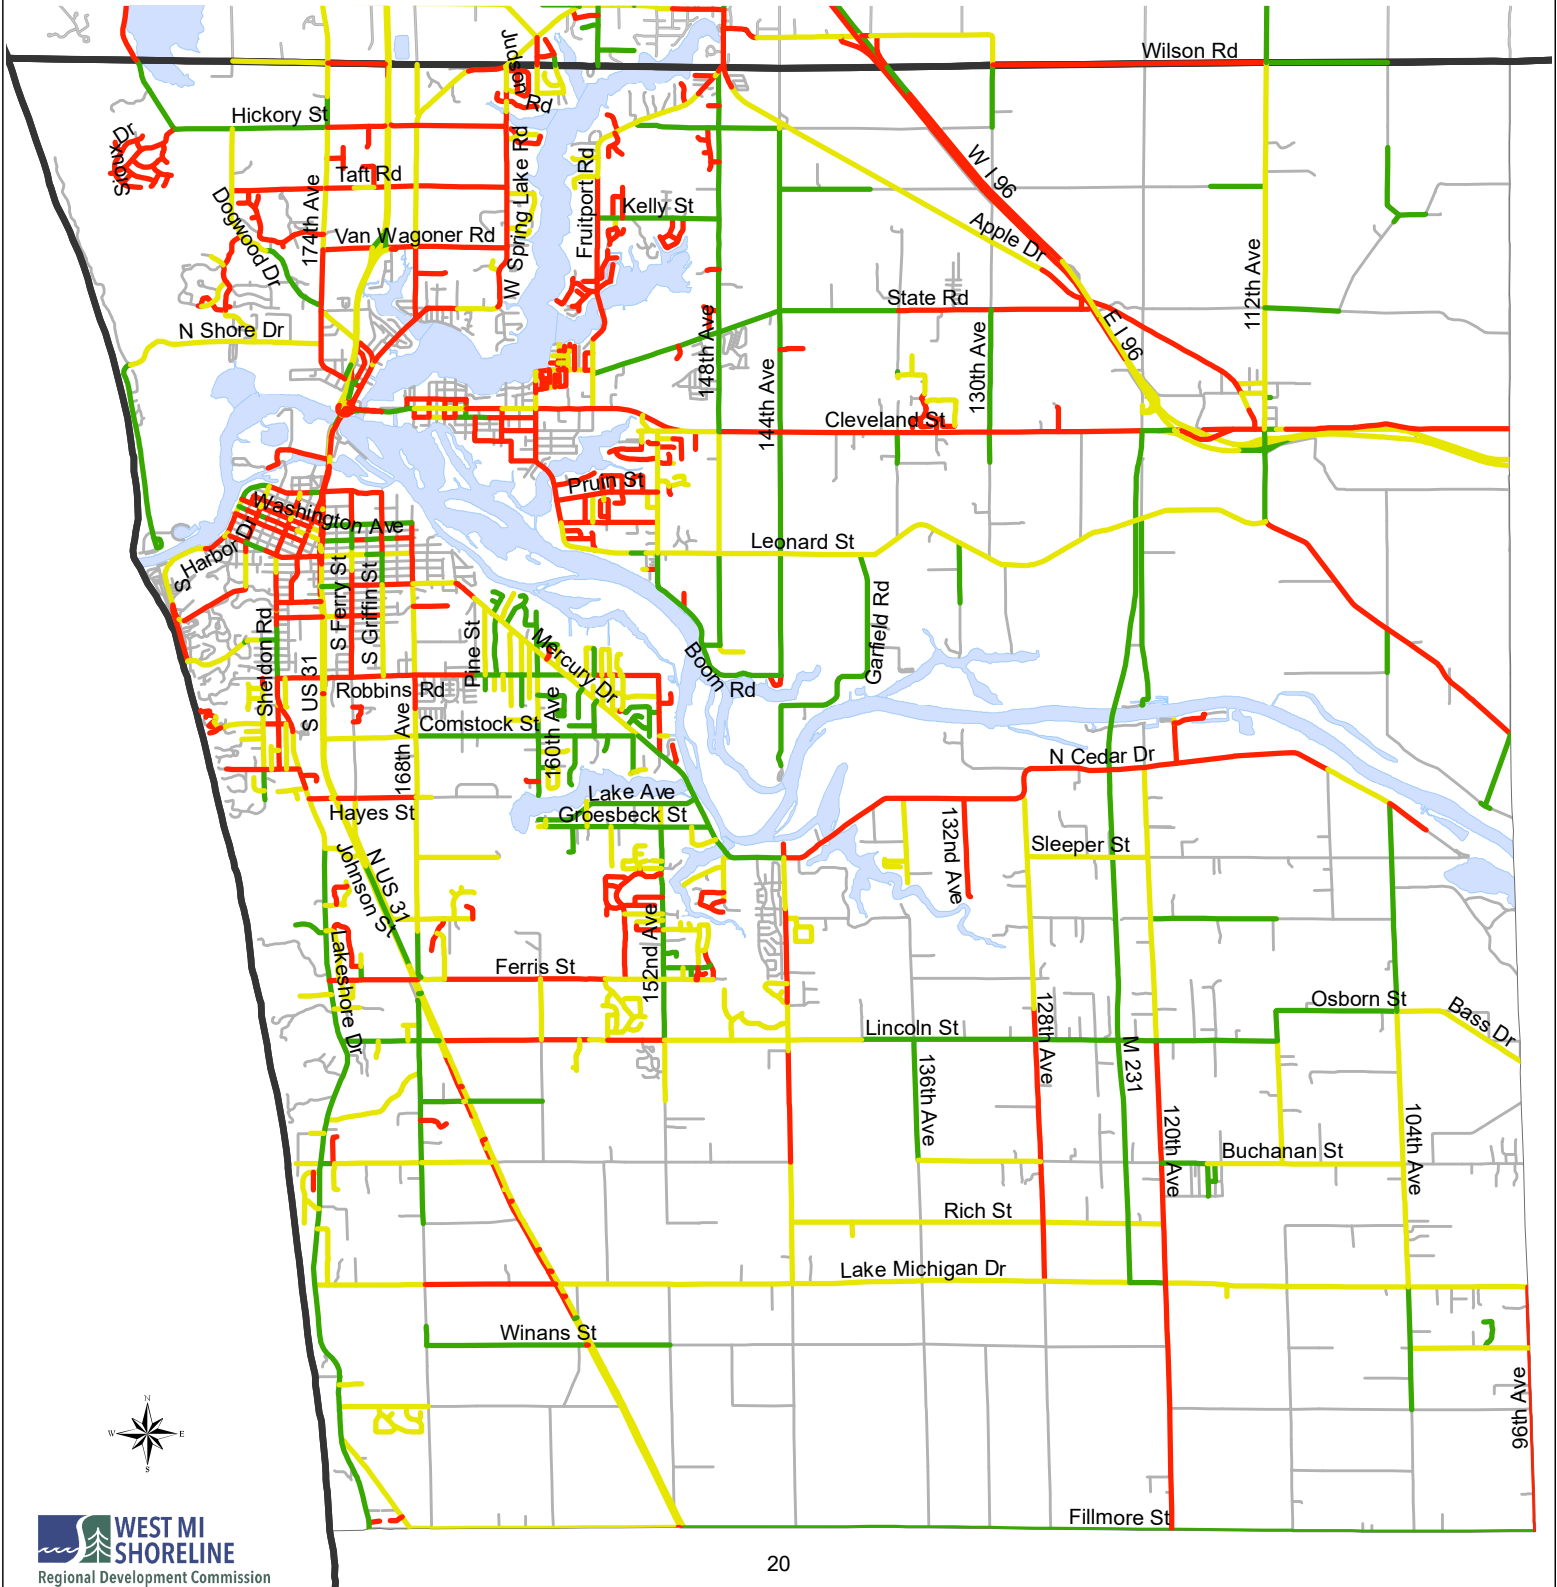 Wilson Rd
Judson Rd
Hickory St
Sioux Dr
W I 96
Taft Rd
W Spring Lake Rd
Fruitport Rd
Dogwood Dr
174th Ave
Kelly St
Apple Dr
Van Wagoner Rd
112th Ave
State Rd
N Shore Dr
148th Ave
130th Ave
E I 96
144th Ave
Cleveland St
Pruin St
Washington Ave
S Harbor Dr
Leonard St
S Ferry St
S Griffin St
Garfield Rd
Sheldon Rd
Pine St
Mercury Dr
Boom Rd
S US 31
Robbins Rd
168th Ave
Comstock St
160th Ave
N Cedar Dr
Lake Ave
Hayes St
Groesbeck St
132nd Ave
Sleeper St
N US 31
Johnson St
152nd Ave
Lakeshore Dr
Ferris St
128th Ave
Osborn St
Bass Dr
Lincoln St
M 231
136th Ave
120th Ave
104th Ave
Buchanan St
Rich St
Lake Michigan Dr
Winans St
96th Ave
N
W
E
S
Fillmore St
WEST MI
SHORELINE
Regional Development Commission
20